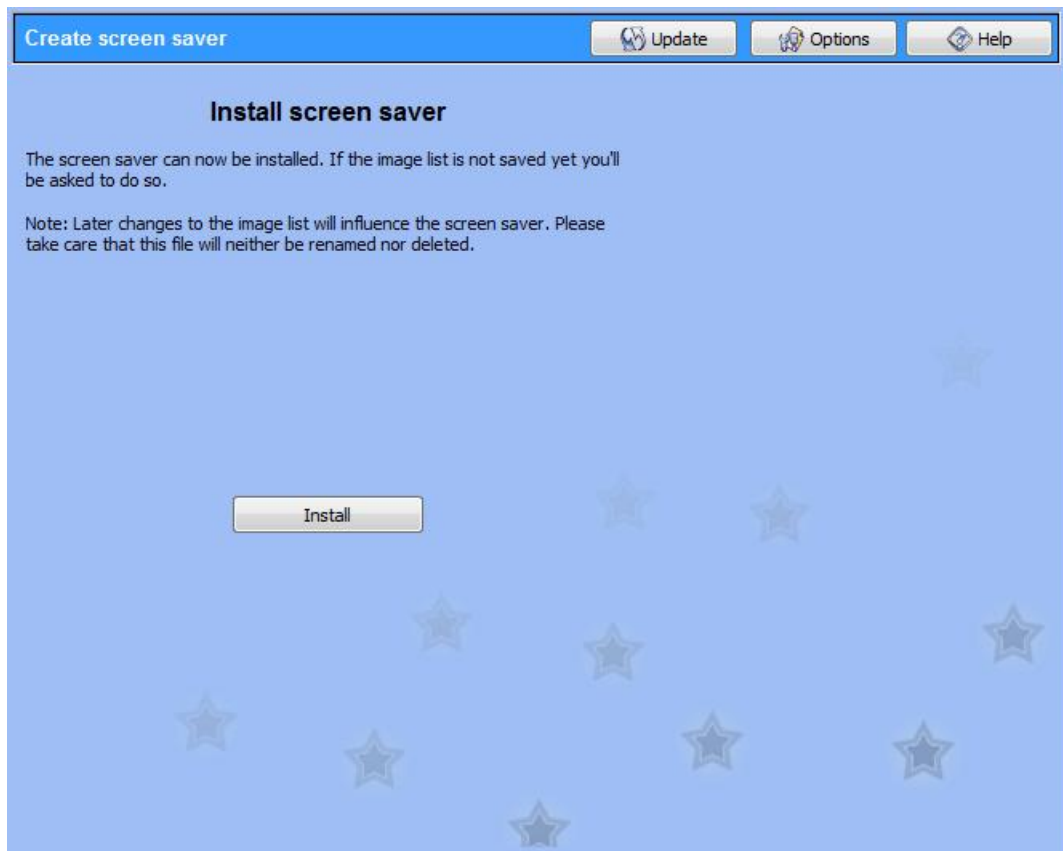 Create screen saver
Update
Options
Help
Install screen saver
The screen saver can now be installed. If the image list is not saved yet you'll
be asked to do so.
Note: Later changes to the image list will influence the screen saver. Please
take care that this file will neither be renamed nor deleted.
Install